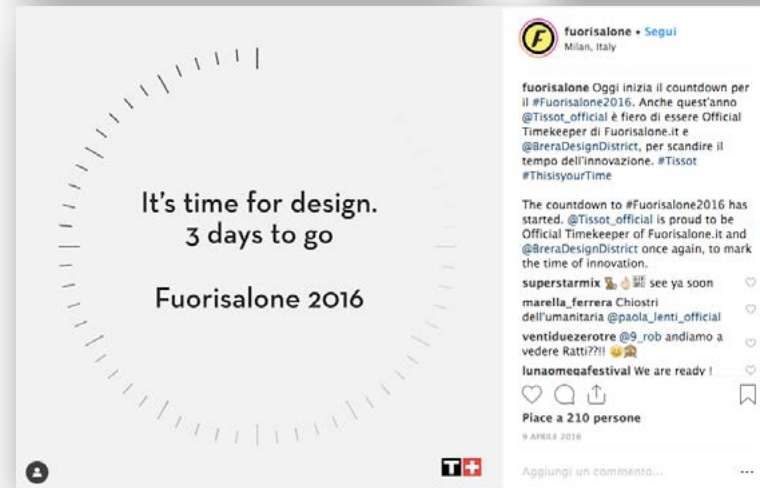 It's time for design.
3 days to go
Fuorisalone 2016
T+
F
fuorisalone • Segui
Milan, Italy
fuorisalone Oggi inizia il countdown per
il #Fuorisalone2016. Anche quest'anno
@Tissot_official è fiero di essere Official
Timekeeper di Fuorisalone.it e
@BreraDesignDistrict, per scandire il
tempo dell'innovazione. #Tissot
#ThisisyourTime
The countdown to #Fuorisalone2016 has
started. @Tissot_official is proud to be
Official Timekeeper of Fuorisalone.it and
@BreraDesignDistrict once again, to mark
the time of innovation.
superstarmix see ya soon
marella_ferrera Chiostri
dell'umanitaria @paola_lenti_official
ventiduezerotre @9_rob andiamo a
vedere Ratti??!!
lunaomegafestival We are ready !
Piace a 210 persone
9 APRILE 2016
Aggiungi un commento...